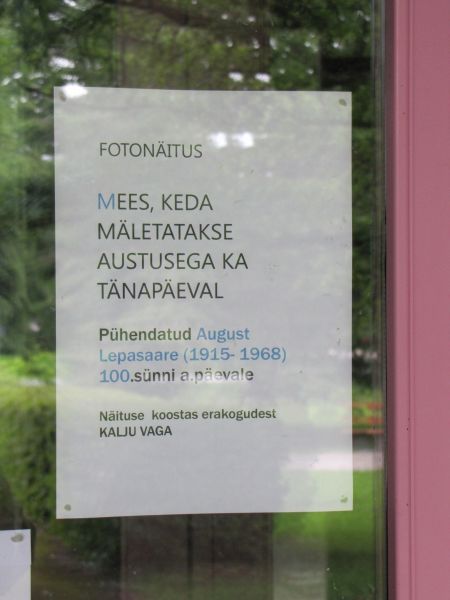 FOTONÄITUS
MEES, KEDA
MÄLETATAKSE
AUSTUSEGA KA
TÄNAPÄEVAL
Pühendatud August
Lepasaare (1915- 1968)
100.sünni a.päevale
Näituse koostas erakogudest
KALJU VAGA